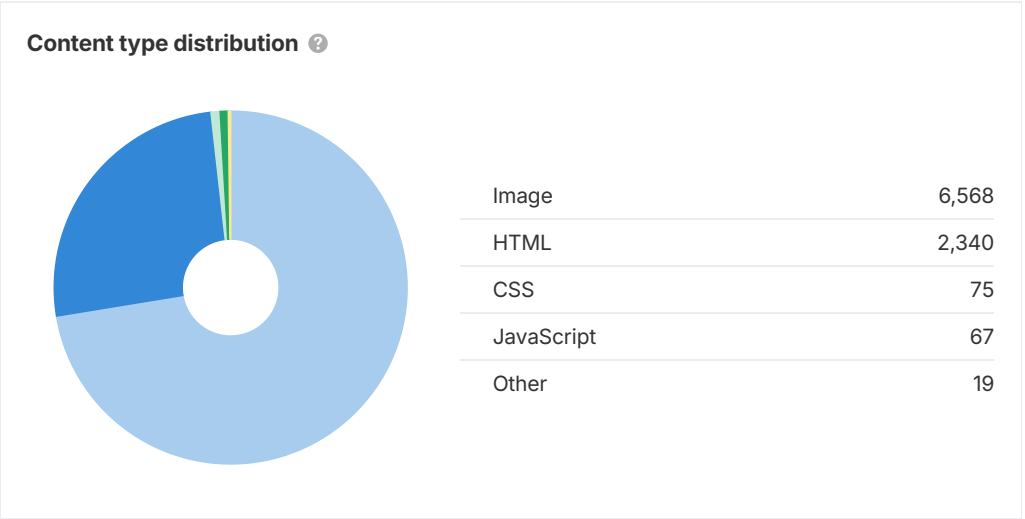 Content type distribution ?
Image 6,568
HTML 2,340
CSS 75
JavaScript 67
Other 19